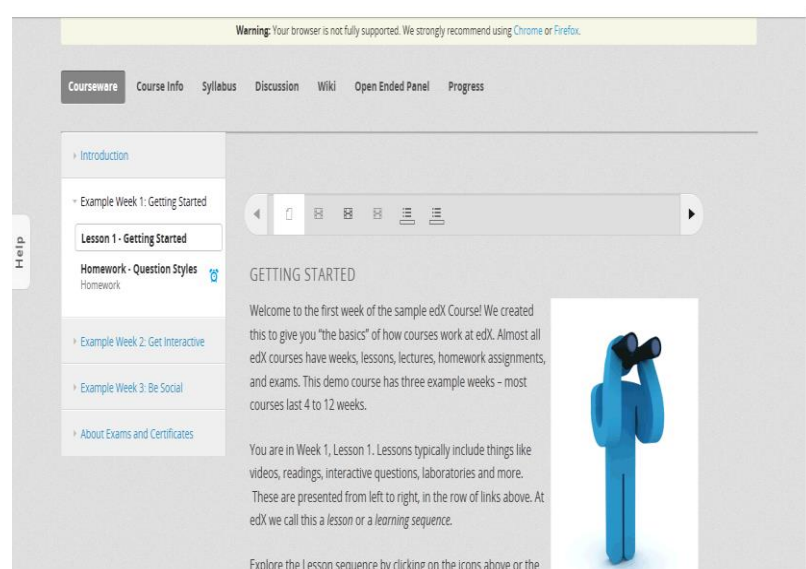 Warning: Your browser is not fully supported. We strongly recommend using Chrome or Firefox.
Courseware Course Info Syllabus Discussion Wiki Open Ended Panel Progress
Help
Introduction
Example Week 1: Getting Started
Lesson 1 - Getting Started
Homework - Question Styles
Homework
Example Week 2: Get Interactive
Example Week 3: Be Social
About Exams and Certificates
GETTING STARTED
Welcome to the first week of the sample edX Course! We created
this to give you "the basics" of how courses work at edX. Almost all
edX courses have weeks, lessons, lectures, homework assignments,
and exams. This demo course has three example weeks – most
courses last 4 to 12 weeks.
You are in Week 1, Lesson 1. Lessons typically include things like
videos, readings, interactive questions, laboratories and more.
These are presented from left to right, in the row of links above. At
edX we call this a lesson or a learning sequence.
Explore the Lesson sequence by clicking on the icons above or the